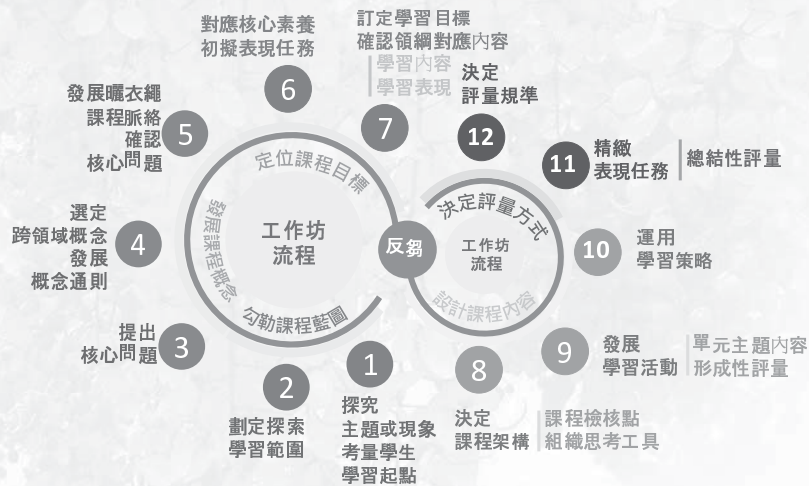 對應核心素養
初擬表現任務
6
訂定學習目標
確認領綱對應內容
學習內容
學習表現
7
發展曬衣繩
課程脈絡
確認
核心問題
5
選定
跨領域概念
發展
概念通則
4
提出
核心問題
3
2
劃定探索
學習範圍
1
探究
主題或現象
考量學生
學習起點
定位課程目標
發展課程概念
勾勒課程藍圖
工作坊
流程
反芻
決定
評量規準
12
11
精緻
表現任務
總結性評量
10
運用
學習策略
9
發展
學習活動
單元主題內容
形成性評量
8
決定
課程架構
課程檢核點
組織思考工具
決定評量方式
工作坊
流程
設計課程內容